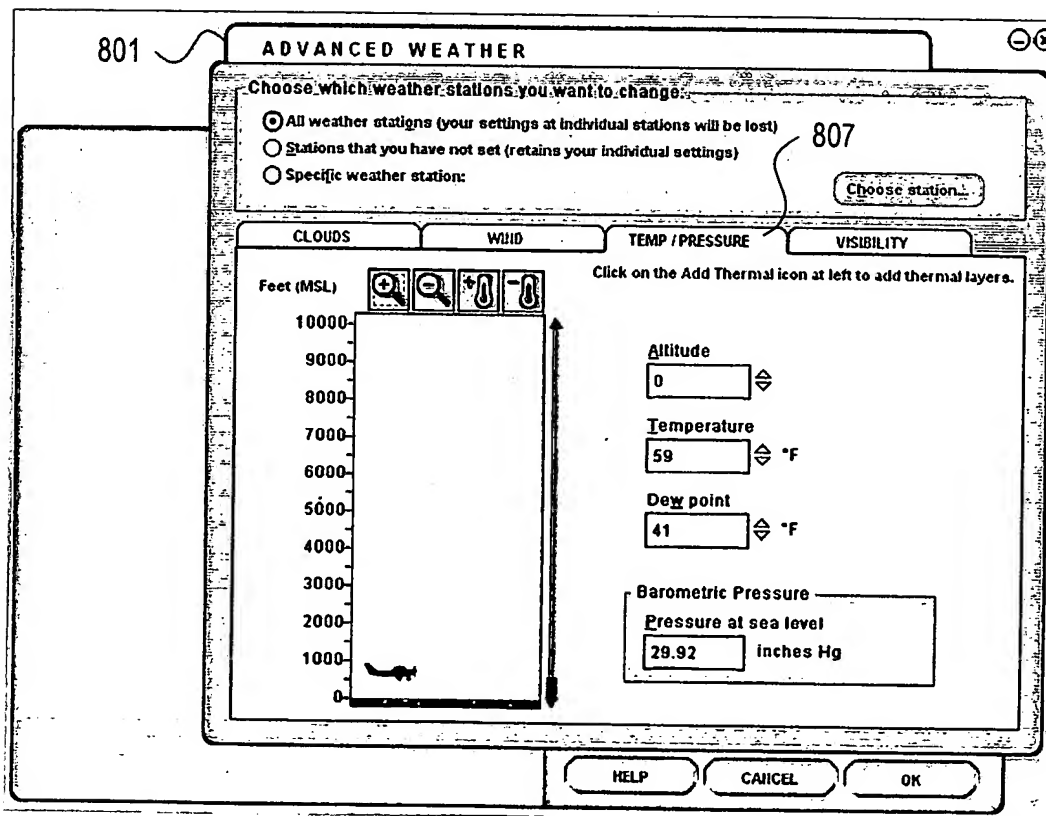 801
ADVANCED WEATHER
Choose which weather stations you want to change.
All weather stations (your settings at individual stations will be lost)
Stations that you have not set (retains your individual settings)
Specific weather station:
807
Choose station...
CLOUDS
WIND
TEMP / PRESSURE
VISIBILITY
Click on the Add Thermal icon at left to add thermal layers.
Feet (MSL)
10000
9000
8000
7000
6000
5000
4000
3000
2000
1000
0
Altitude
0
Temperature
59 °F
Dew point
41 °F
Barometric Pressure
Pressure at sea level
29.92 inches Hg
HELP
CANCEL
OK